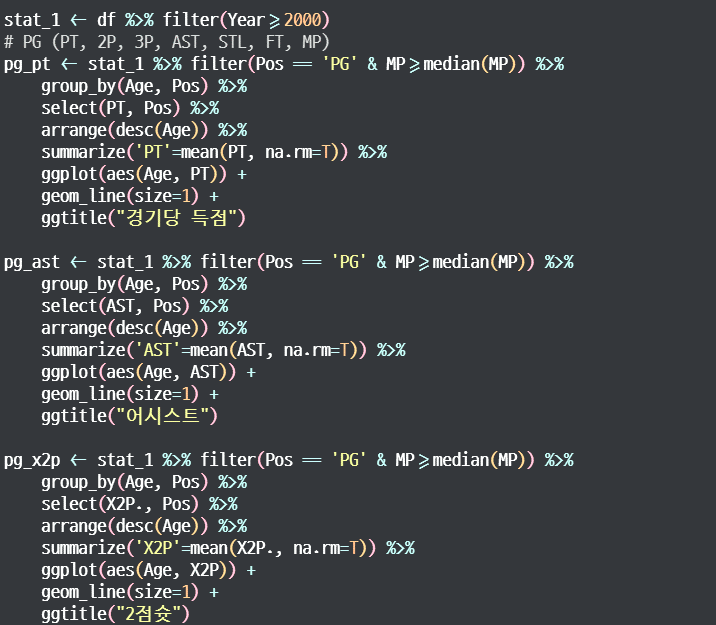 stat_1 <- df %>% filter(Year>=2000)
# PG (PT, 2P, 3P, AST, STL, FT, MP)
pg_pt <- stat_1 %>% filter(Pos == 'PG' & MP>=median(MP)) %>%
    group_by(Age, Pos) %>%
    select(PT, Pos) %>%
    arrange(desc(Age)) %>%
    summarize('PT'=mean(PT, na.rm=T)) %>%
    ggplot(aes(Age, PT)) +
    geom_line(size=1) +
    ggtitle("경기당 득점")

pg_ast <- stat_1 %>% filter(Pos == 'PG' & MP>=median(MP)) %>%
    group_by(Age, Pos) %>%
    select(AST, Pos) %>%
    arrange(desc(Age)) %>%
    summarize('AST'=mean(AST, na.rm=T)) %>%
    ggplot(aes(Age, AST)) +
    geom_line(size=1) +
    ggtitle("어시스트")

pg_x2p <- stat_1 %>% filter(Pos == 'PG' & MP>=median(MP)) %>%
    group_by(Age, Pos) %>%
    select(X2P., Pos) %>%
    arrange(desc(Age)) %>%
    summarize('X2P'=mean(X2P., na.rm=T)) %>%
    ggplot(aes(Age, X2P)) +
    geom_line(size=1) +
    ggtitle("2점슛")